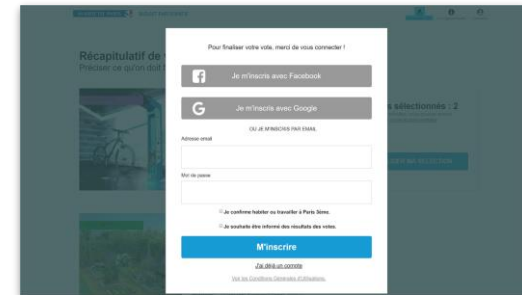 Récapitulatif de
Préciser ce qu'on doit
s sélectionnés : 2
Pour finaliser votre vote, merci de vous connecter !
Je m'inscris avec Facebook
Je m'inscris avec Google
OU JE M'INSCRIS PAR EMAIL
Adresse email
Mot de passe
Je confirme habiter ou travailler à Paris 5ème.
Je souhaite être informé des résultats des votes.
M'inscrire
J'ai déjà un compte
Voir les Conditions Générales d'Utilisations.